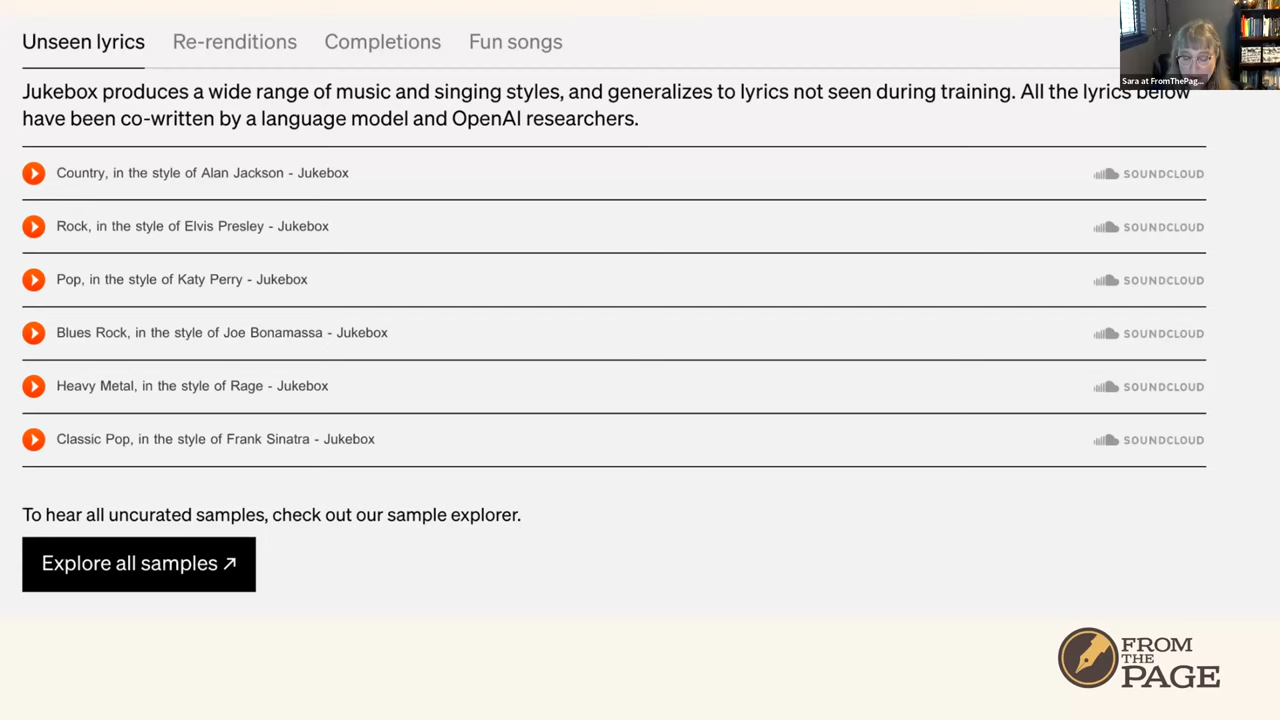 Unseen lyrics Re-renditions Completions Fun songs
Sara at FromThePag...
Jukebox produces a wide range of music and singing styles, and generalizes to lyrics not seen during training. All the lyrics below
have been co-written by a language model and OpenAI researchers.
Country, in the style of Alan Jackson - Jukebox SOUNDCLOUD
Rock, in the style of Elvis Presley - Jukebox SOUNDCLOUD
Pop, in the style of Katy Perry - Jukebox SOUNDCLOUD
Blues Rock, in the style of Joe Bonamassa - Jukebox SOUNDCLOUD
Heavy Metal, in the style of Rage - Jukebox SOUNDCLOUD
Classic Pop, in the style of Frank Sinatra - Jukebox SOUNDCLOUD
To hear all uncurated samples, check out our sample explorer.
Explore all samples ↗
FROM
THE
PAGE